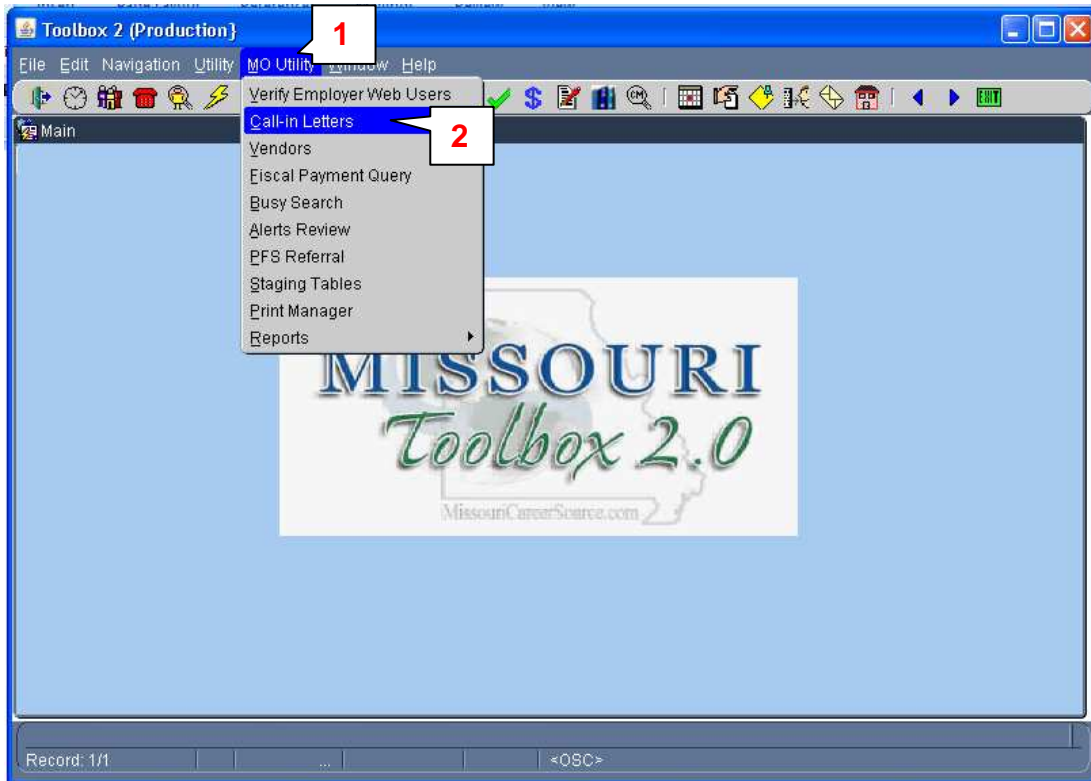 Toolbox 2 (Production}
1
File Edit Navigation Utility MO Utility Window Help
Verify Employer Web Users
CM
EXIT
Main
Call-in Letters
2
Vendors
Fiscal Payment Query
Busy Search
Alerts Review
PFS Referral
Staging Tables
Print Manager
Reports
MISSOURI
Toolbox 2.0
MissouriCareerSource.com
Record: 1/1
...
<OSC>